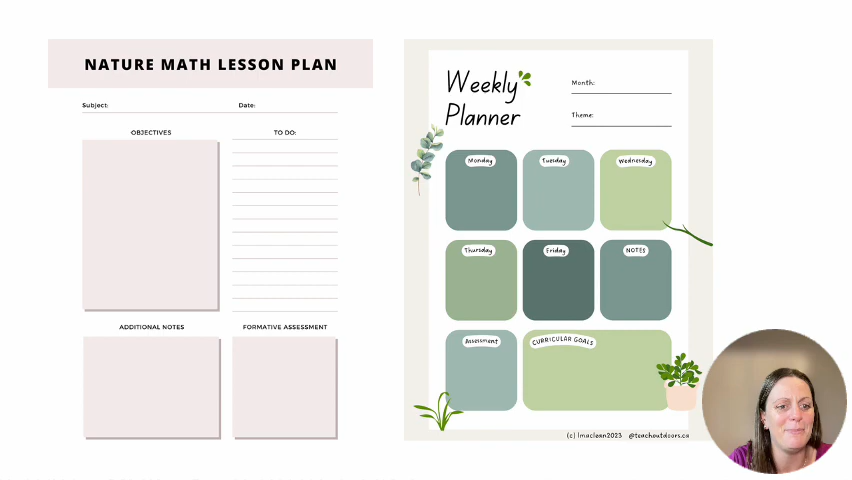 NATURE MATH LESSON PLAN
Subject:
Date:
OBJECTIVES
TO DO:
ADDITIONAL NOTES
FORMATIVE ASSESSMENT
Weekly
Planner
Month:
Theme:
Monday
Tuesday
Wednesday
Thursday
Friday
NOTES
Assessment
CURRICULAR GOALS
(c) lmaclean2023 @teachoutdoors.ca